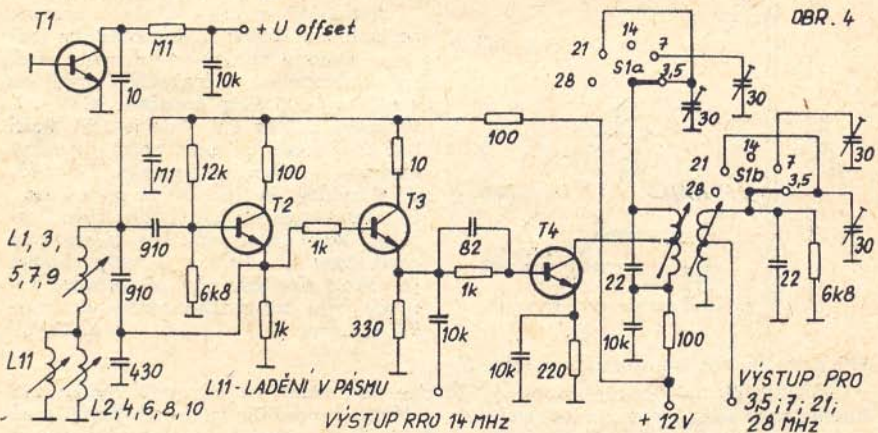 T1
M1
+ U offset
10
10k
OBR. 4
14
21
7
28
S1a
3,5
30
30
14
21
7
28
S1b
3,5
30
30
M1
12k
100
10
100
T2
T3
T4
L1, 3,
5, 7, 9
910
910
6k8
1k
1k
330
82
1k
10k
10k
220
22
10k
100
22
6k8
L11
430
L2, 4, 6, 8, 10
L11 - LADĚNÍ V PÁSMU
VÝSTUP RRO 14 MHz
+ 12V
VÝSTUP PRO
3,5; 7; 21;
28 MHz